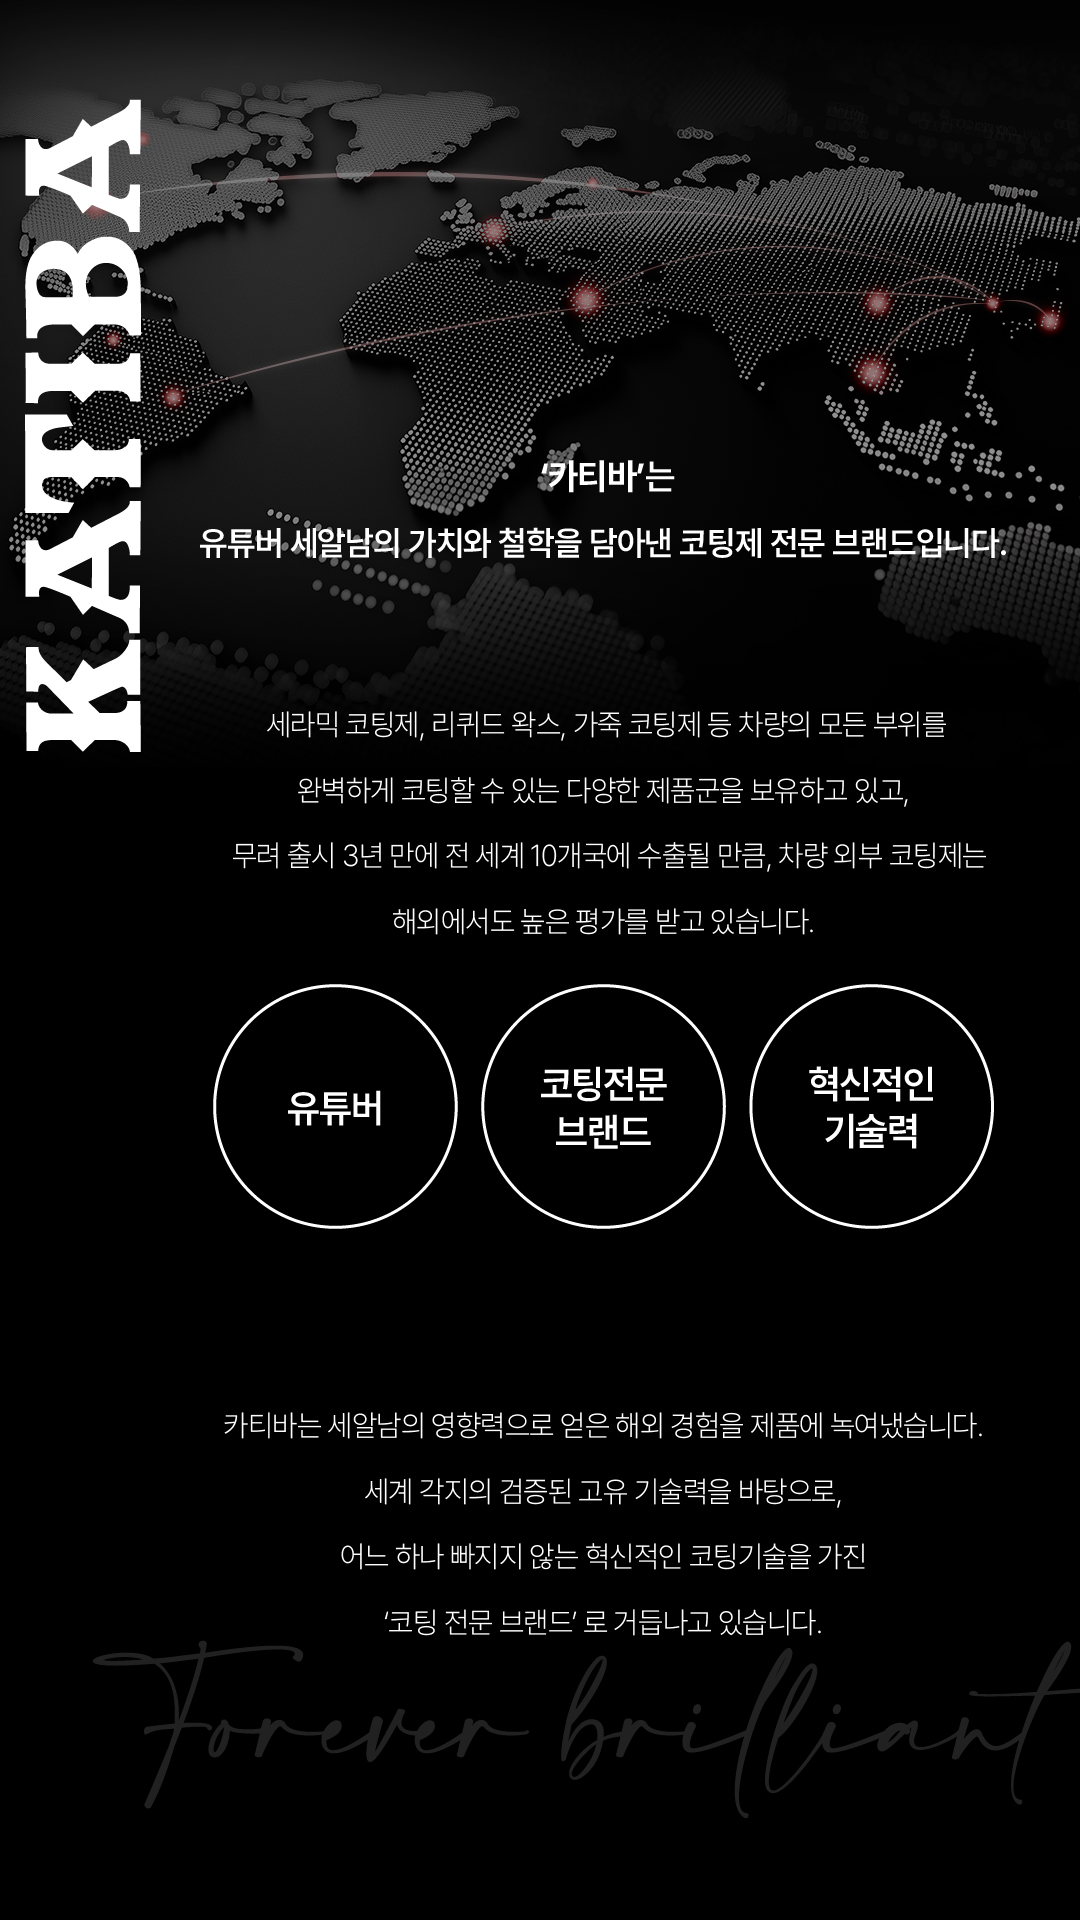 KATIBA
‘카티바’는
유튜버 세알남의 가치와 철학을 담아낸 코팅제 전문 브랜드입니다.
세라믹 코팅제, 리퀴드 왁스, 가죽 코팅제 등 차량의 모든 부위를
완벽하게 코팅할 수 있는 다양한 제품군을 보유하고 있고,
무려 출시 3년 만에 전 세계 10개국에 수출될 만큼, 차량 외부 코팅제는
해외에서도 높은 평가를 받고 있습니다.
유튜버
코팅전문
브랜드
혁신적인
기술력
카티바는 세알남의 영향력으로 얻은 해외 경험을 제품에 녹여냈습니다.
세계 각지의 검증된 고유 기술력을 바탕으로,
어느 하나 빠지지 않는 혁신적인 코팅기술을 가진
‘코팅 전문 브랜드’ 로 거듭나고 있습니다.
Forever brilliant